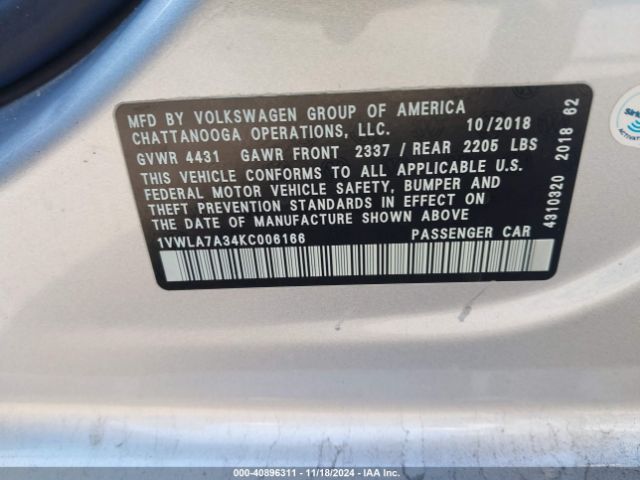 MFD BY VOLKSWAGEN GROUP OF AMERICA
CHATTANOOGA OPERATIONS, LLC. 10/2018
GVWR 4431 GAWR FRONT 2337 / REAR 2205 LBS
THIS VEHICLE CONFORMS TO ALL APPLICABLE U.S.
FEDERAL MOTOR VEHICLE SAFETY, BUMPER AND
THEFT PREVENTION STANDARDS IN EFFECT ON
THE DATE OF MANUFACTURE SHOWN ABOVE
1VWLA7A34KC006166 PASSENGER CAR
4310320 2018 62
000-40896311 - 11/18/2024 - IAA Inc.